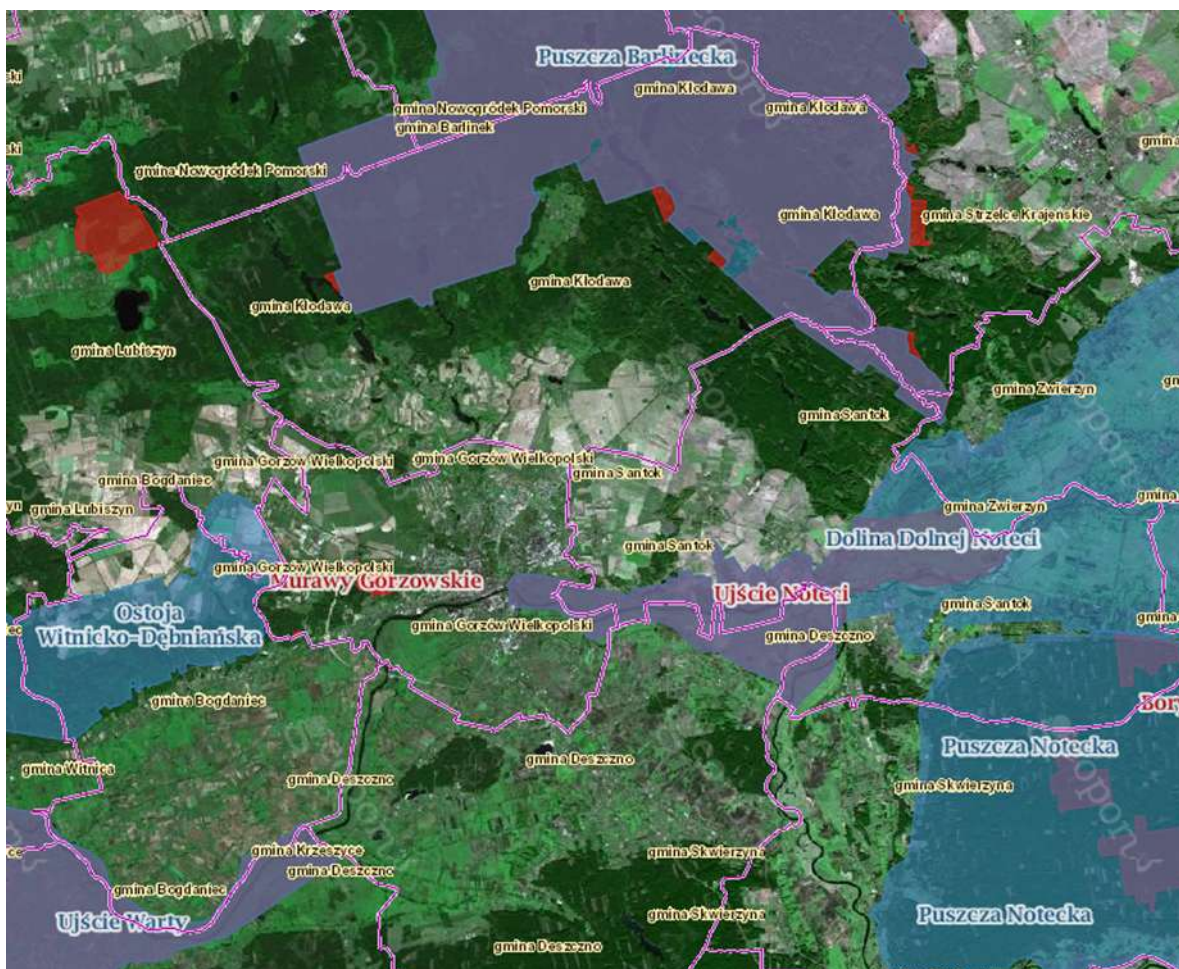 Puszcza Barlinecka
gmina Kłodawa
gmina Nowogródek Pomorski
gmina Kłodawa
gmina Barlinek
gmina Nowogródek Pomorski
gmina Kłodawa
gmina Strzelce Krajeńskie
gmina Kłodawa
gmina Kłodawa
gmina Lubiszyn
gmina Zwierzyn
gmina Santok
gmina Gorzów Wielkopolski
gmina Gorzów Wielkopolski
gmina Santok
gmina Bogdaniec
gmina Lubiszyn
gmina Zwierzyn
Dolina Dolnej Noteci
gmina Santok
gmina Gorzów Wielkopolski
Murawy Gorzowskie
Ujście Noteci
gmina Santok
Ostoja
Witnicko-Dębniańska
gmina Gorzów Wielkopolski
gmina Deszczno
gmina Bogdaniec
Bory
Puszcza Notecka
gmina Witnica
gmina Deszczno
gmina Deszczno
gmina Skwierzyna
gmina Krzeszyce
gmina Skwierzyna
gmina Deszczno
gmina Bogdaniec
Ujście Warty
gmina Skwierzyna
Puszcza Notecka
gmina Deszczno